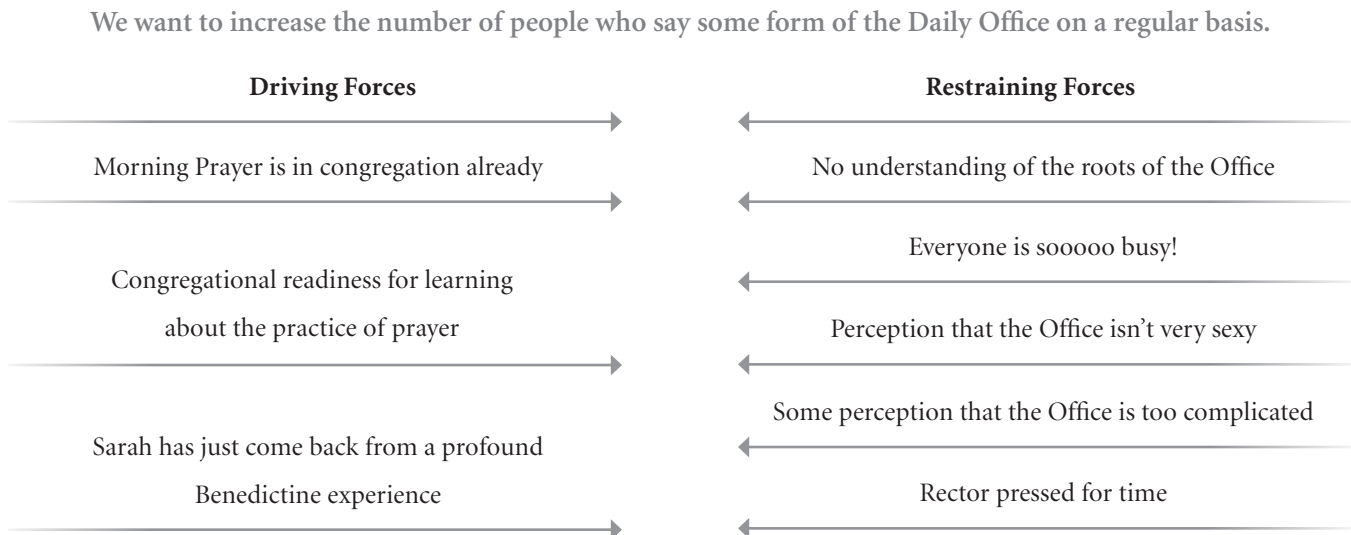 We want to increase the number of people who say some form of the Daily Office on a regular basis.
Driving Forces
Morning Prayer is in congregation already
Congregational readiness for learning
about the practice of prayer
Sarah has just come back from a profound
Benedictine experience
Restraining Forces
No understanding of the roots of the Office
Everyone is sooooo busy!
Perception that the Office isn’t very sexy
Some perception that the Office is too complicated
Rector pressed for time